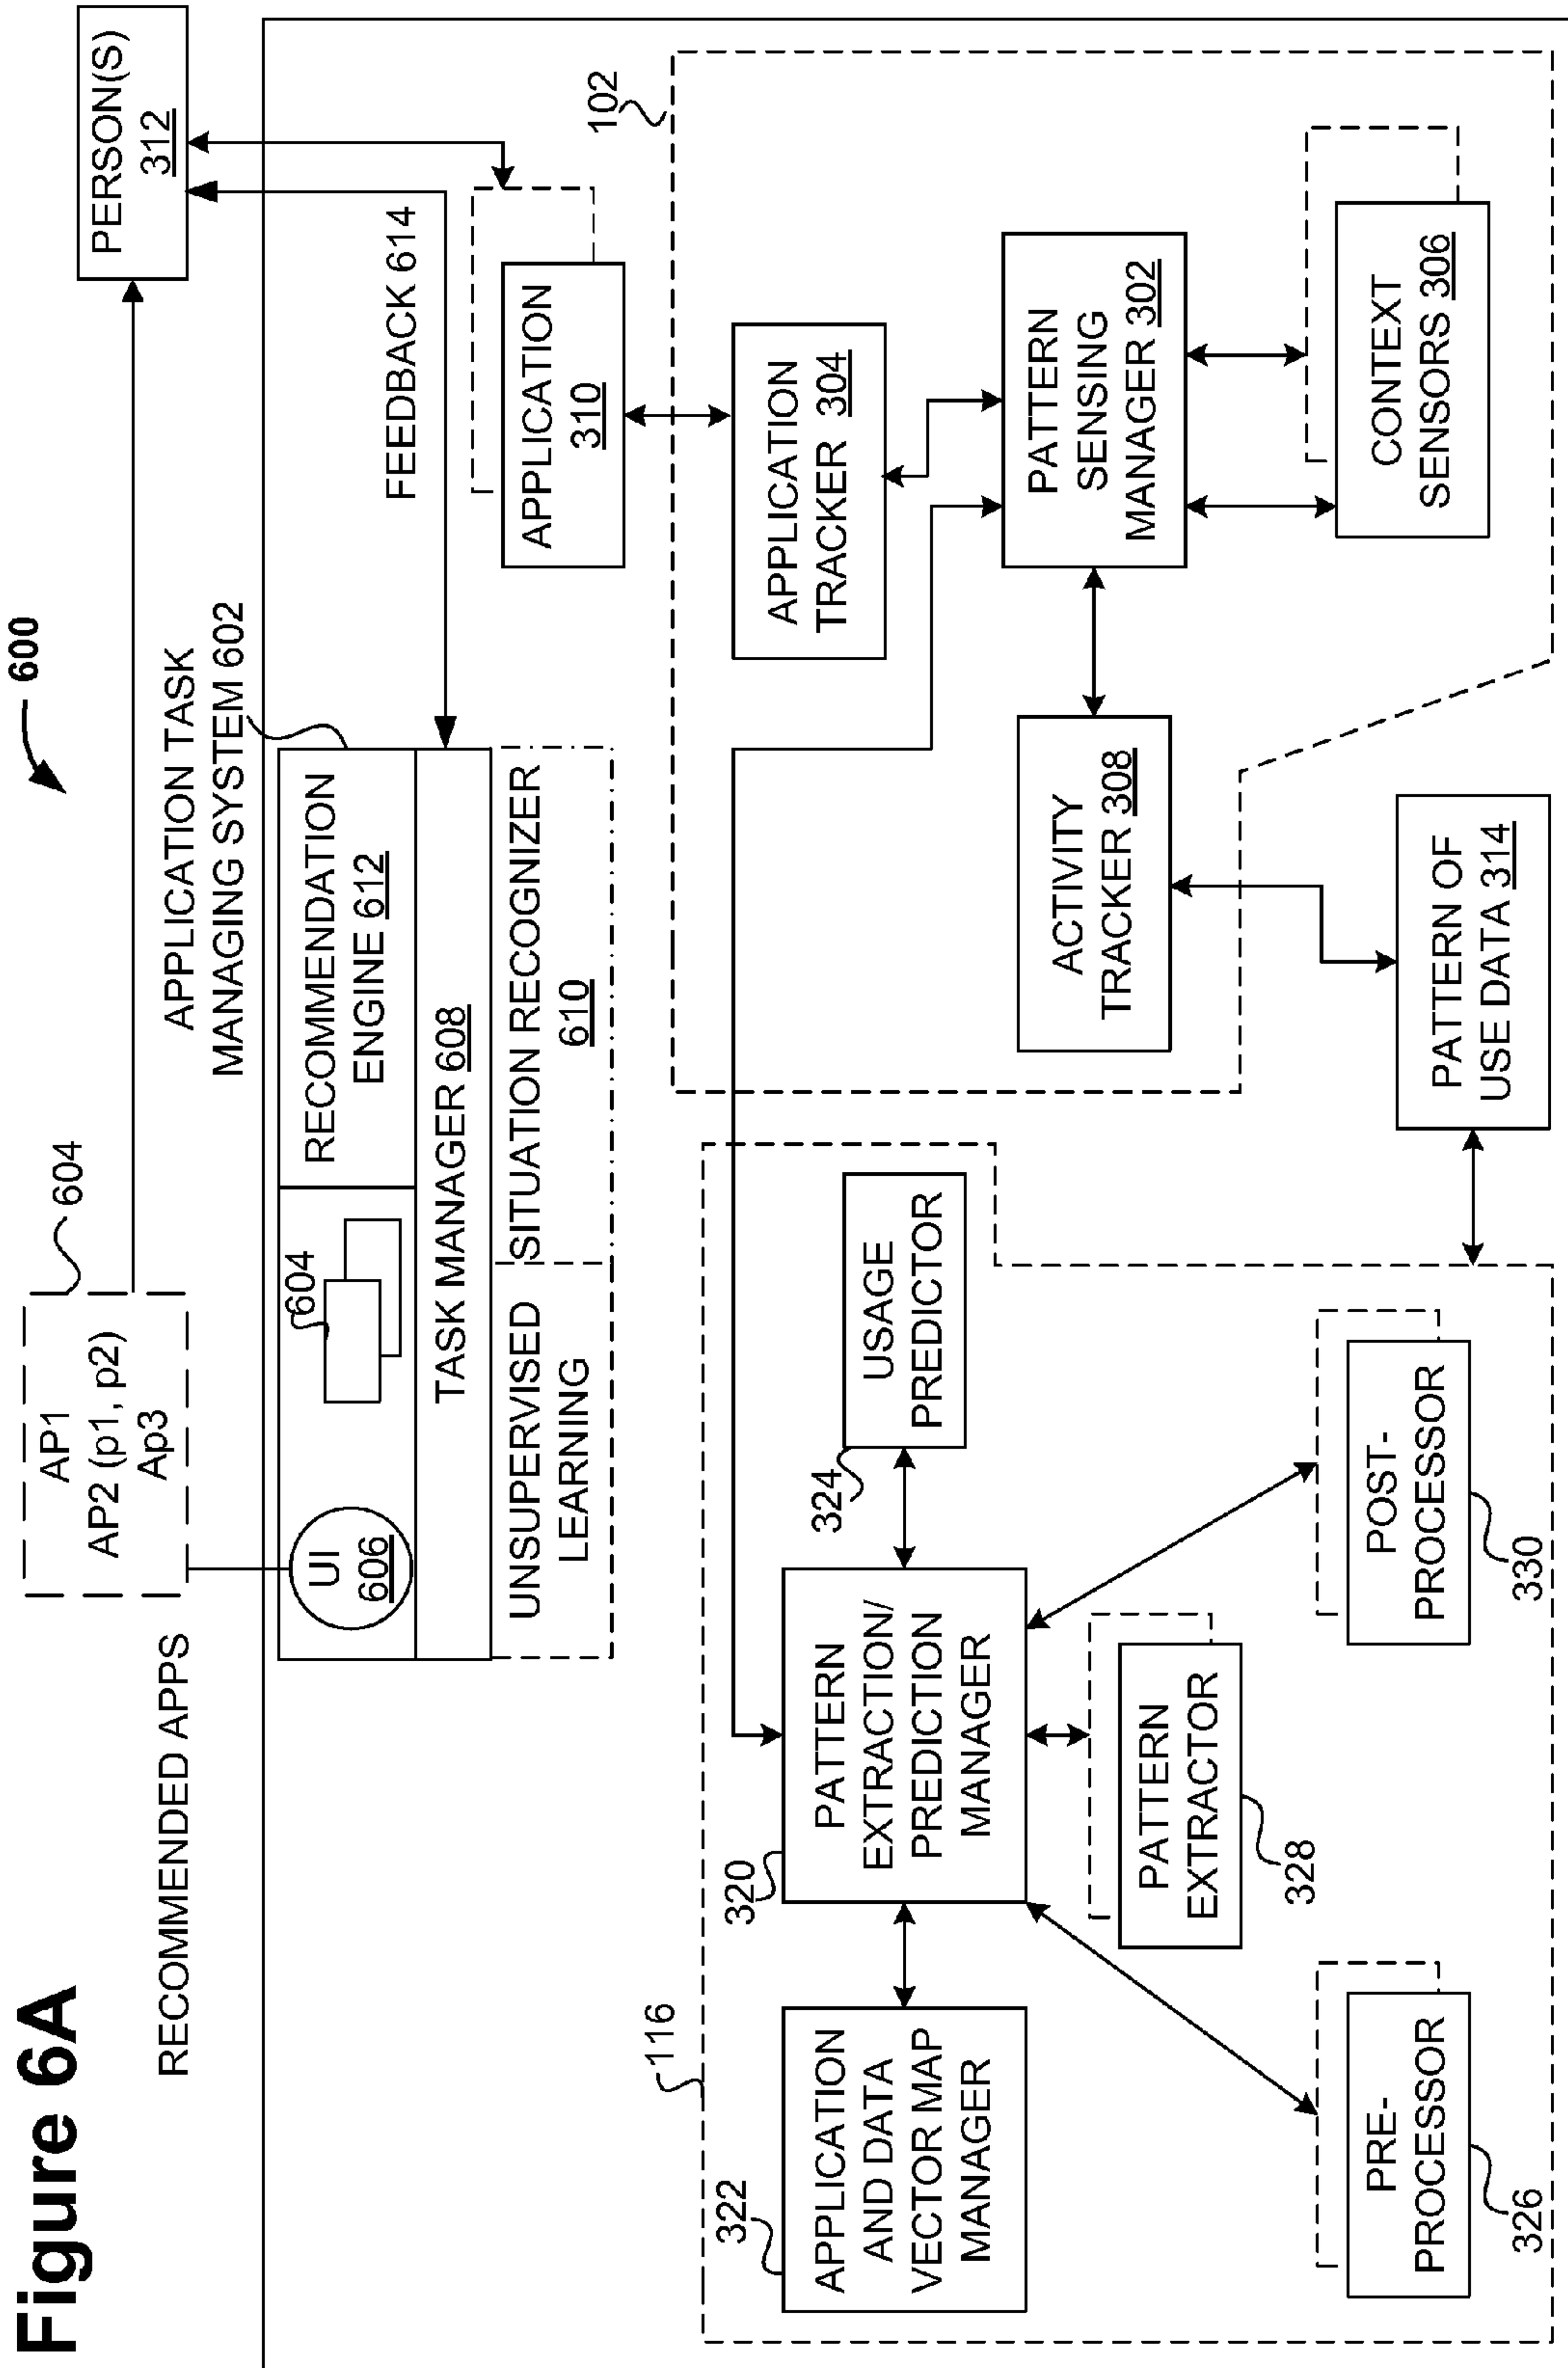 Figure 6A
600
RECOMMENDED APPS
AP1
AP2 (p1, p2)
Ap3
604
PERSON(S)
312
APPLICATION TASK
MANAGING SYSTEM 602
UI
606
604
RECOMMENDATION
ENGINE 612
TASK MANAGER 608
UNSUPERVISED
LEARNING
SITUATION RECOGNIZER
610
FEEDBACK 614
APPLICATION
310
102
APPLICATION
TRACKER 304
PATTERN
SENSING
MANAGER 302
CONTEXT
SENSORS 306
ACTIVITY
TRACKER 308
PATTERN OF
USE DATA 314
116
322
APPLICATION
AND DATA
VECTOR MAP
MANAGER
320
PATTERN
EXTRACTION/
PREDICTION
MANAGER
324
USAGE
PREDICTOR
PATTERN
EXTRACTOR
328
PRE-
PROCESSOR
326
POST-
PROCESSOR
330